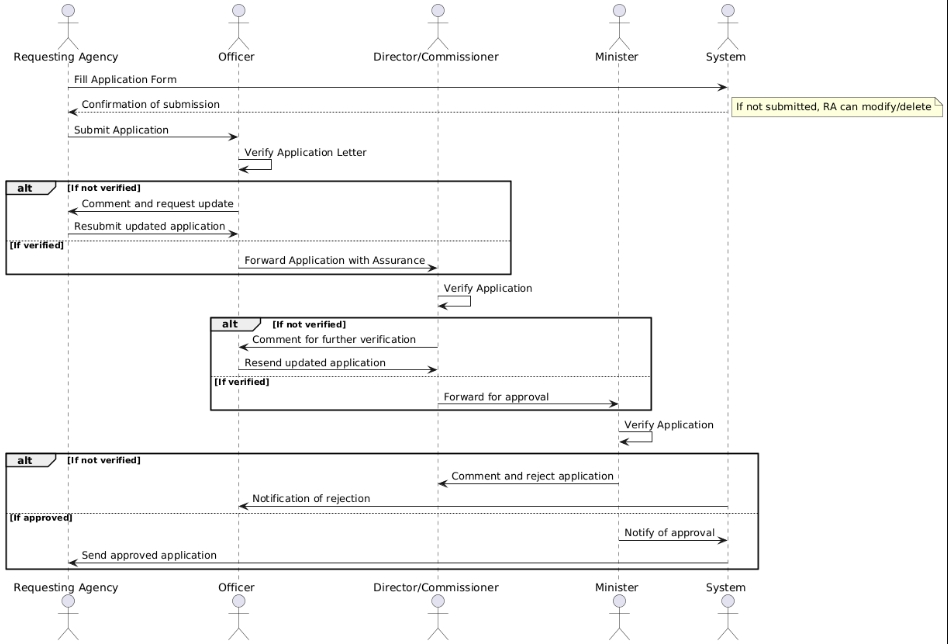 Requesting Agency Officer Director/Commissioner Minister System
Fill Application Form
Confirmation of submission
If not submitted, RA can modify/delete
Submit Application
Verify Application Letter
alt [If not verified]
Comment and request update
Resubmit updated application
[If verified]
Forward Application with Assurance
Verify Application
alt [If not verified]
Comment for further verification
Resend updated application
[If verified]
Forward for approval
Verify Application
alt [If not verified]
Comment and reject application
Notification of rejection
[If approved]
Notify of approval
Send approved application
Requesting Agency Officer Director/Commissioner Minister System